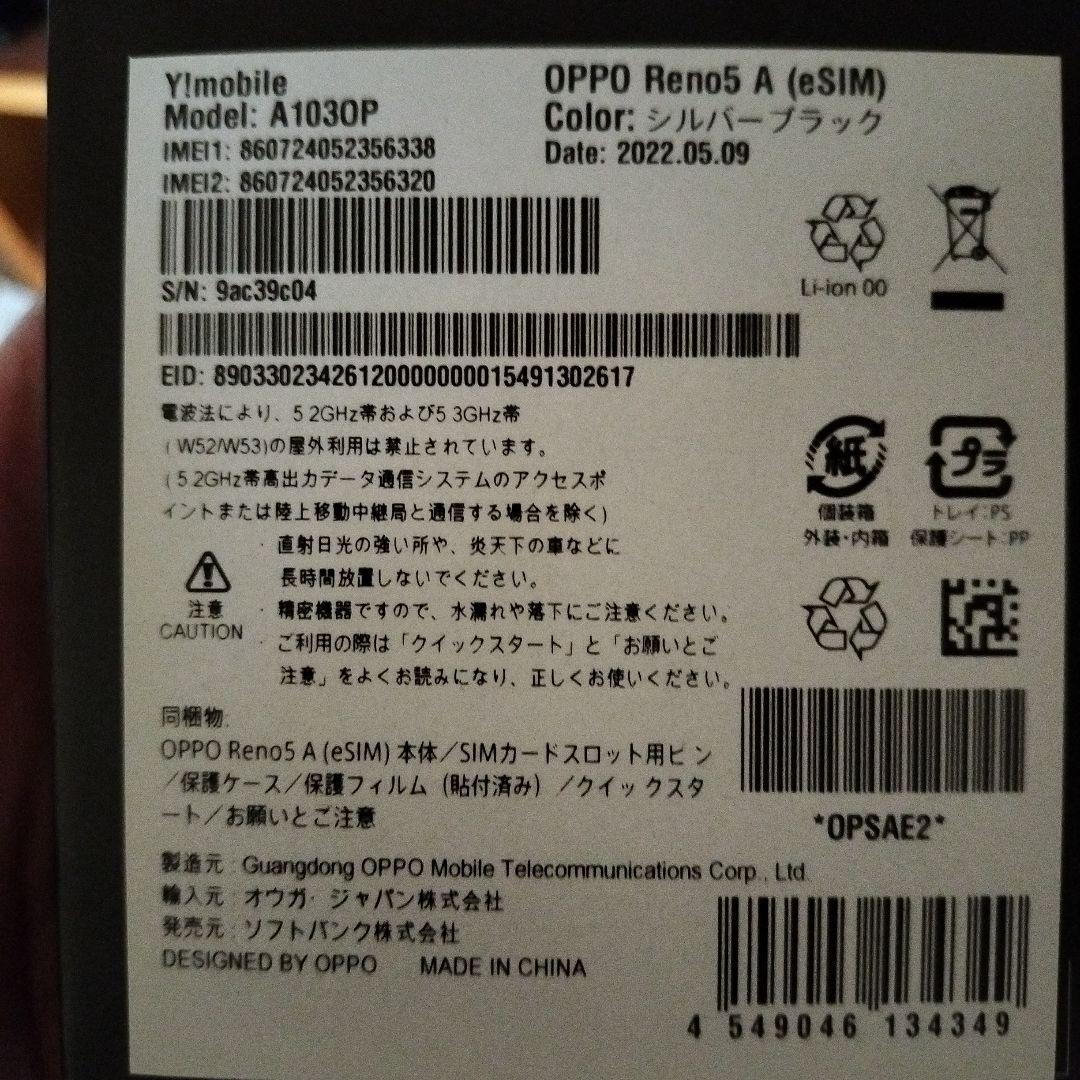 Y!mobile
Model: A103OP
IMEI1: 860724052356338
IMEI2: 860724052356320
OPPO Reno5 A (eSIM)
Color: シルバーブラック
Date: 2022.05.09
S/N: 9ac39c04
Li-ion 00
EID: 89033023426120000000015491302617
電波法により、5 2GHz帯および5 3GHz帯
( W52/W53)の屋外利用は禁止されています。
( 5 2GHz帯高出力データ通信システムのアクセスポ
イントまたは陸上移動中継局と通信する場合を除く)
注意
CAUTION
・直射日光の強い所や、炎天下の車などに
長時間放置しないでください。
・精密機器ですので、水漏れや落下にご注意ください。
・ご利用の際は「クイックスタート」と「お願いとご
注意」をよくお読みになり、正しくお使いください。
紙
個装箱
外装・内箱
プラ
トレイ:PS
保護シート:PP
同梱物:
OPPO Reno5 A (eSIM) 本体／SIMカードスロット用ピン
／保護ケース／保護フィルム（貼付済み）／クイックスタ
ート／お願いとご注意
*OPSAE2*
製造元 : Guangdong OPPO Mobile Telecommunications Corp., Ltd.
輸入元 : オウガ・ジャパン株式会社
発売元 : ソフトバンク株式会社
DESIGNED BY OPPO MADE IN CHINA
4 549046 134349